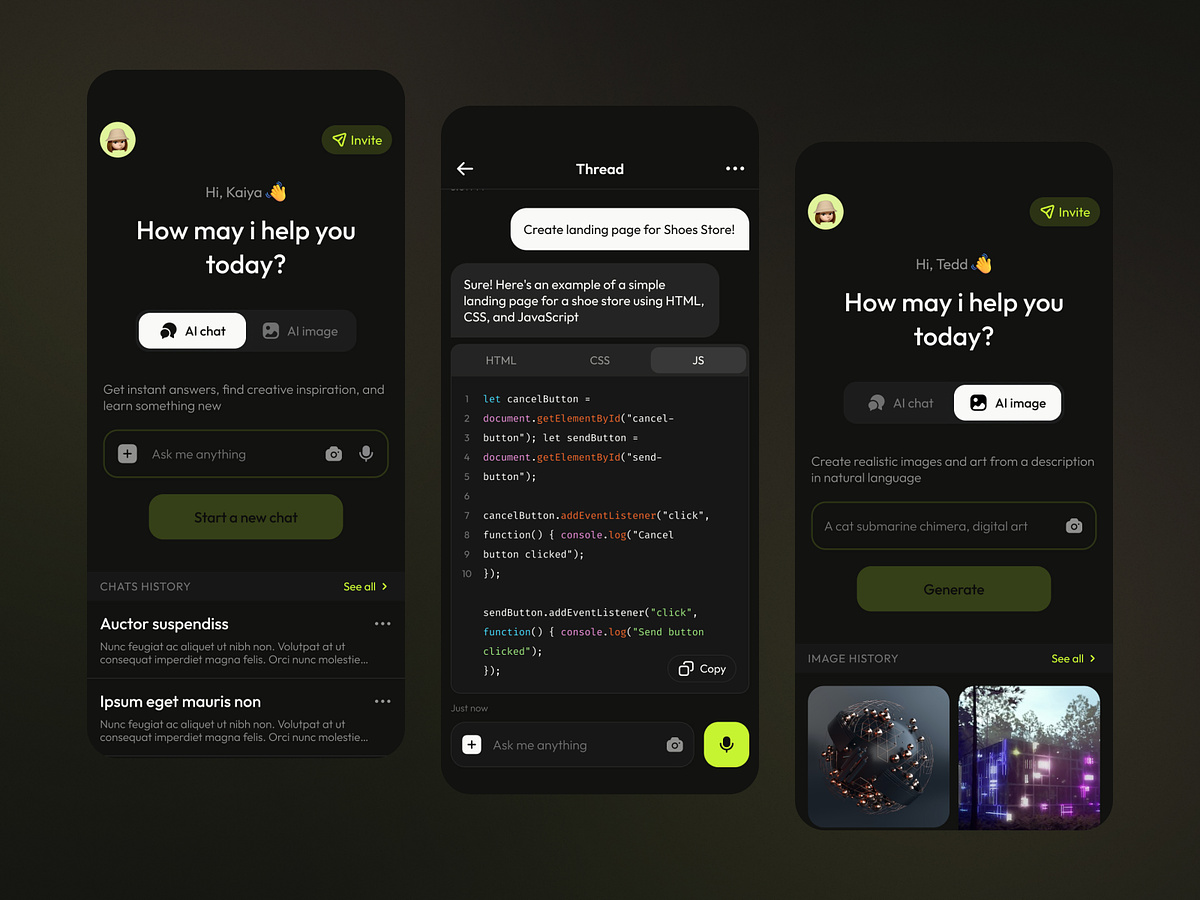 Invite
Hi, Kaiya 👋
How may i help you
today?
AI chat
AI image
Get instant answers, find creative inspiration, and
learn something new
Ask me anything
Start a new chat
CHATS HISTORY
See all
Auctor suspendiss
Nunc feugiat ac aliquet ut nibh non. Volutpat at ut
consequat imperdiet magna felis. Orci nunc molestie...
Ipsum eget mauris non
Nunc feugiat ac aliquet ut nibh non. Volutpat at ut
consequat imperdiet magna felis. Orci nunc molestie...
Thread
Create landing page for Shoes Store!
Sure! Here's an example of a simple
landing page for a shoe store using HTML,
CSS, and JavaScript
HTML
CSS
JS
1 let cancelButton =
2 document.getElementById("cancel-
3 button"); let sendButton =
4 document.getElementById("send-
5 button");
6
7 cancelButton.addEventListener("click",
8 function() { console.log("Cancel
9 button clicked");
10 });
sendButton.addEventListener("click",
function() { console.log("Send button
clicked");
});
Copy
Just now
Ask me anything
Invite
Hi, Tedd 👋
How may i help you
today?
AI chat
AI image
Create realistic images and art from a description
in natural language
A cat submarine chimera, digital art
Generate
IMAGE HISTORY
See all